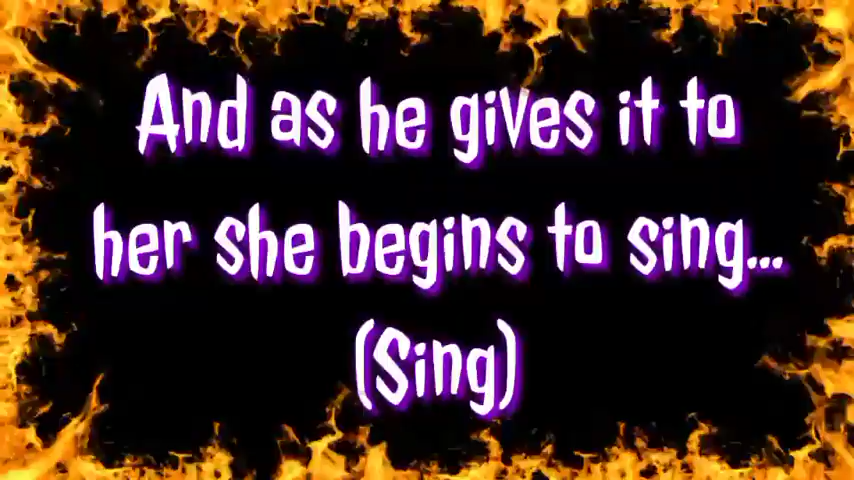 And as he gives it to
her she begins to sing...
(Sing)